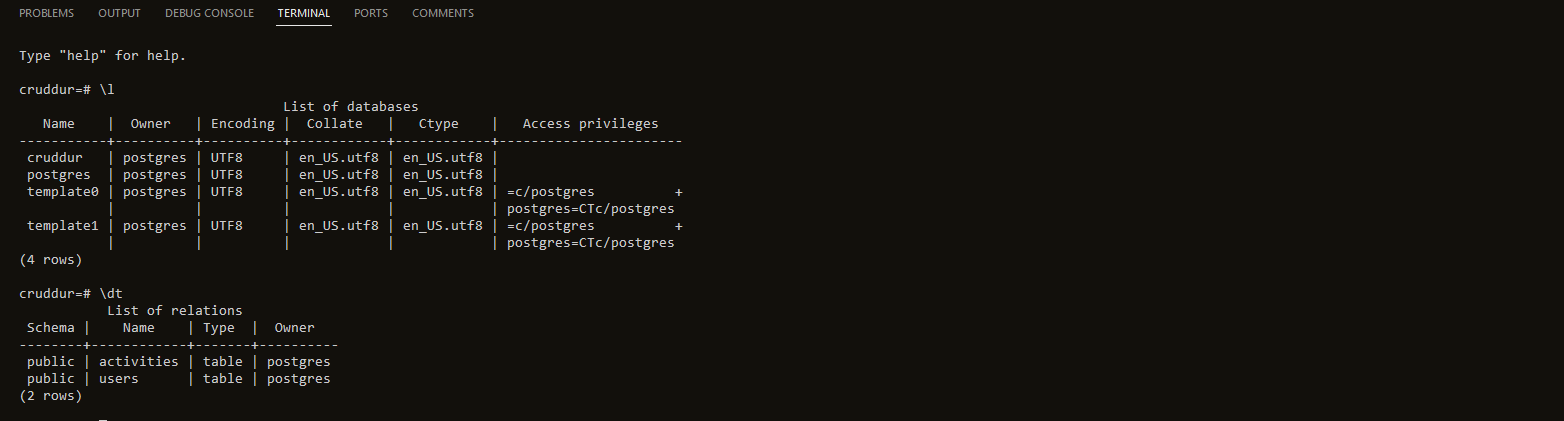 PROBLEMS OUTPUT DEBUG CONSOLE TERMINAL PORTS COMMENTS
Type "help" for help.
cruddur=# \l
                                 List of databases
   Name    |  Owner   | Encoding |  Collate   |   Ctype    |   Access privileges
-----------+----------+----------+------------+------------+-----------------------
 cruddur   | postgres | UTF8     | en_US.utf8 | en_US.utf8 |
 postgres  | postgres | UTF8     | en_US.utf8 | en_US.utf8 |
 template0 | postgres | UTF8     | en_US.utf8 | en_US.utf8 | =c/postgres          +
           |          |          |            |            | postgres=CTc/postgres
 template1 | postgres | UTF8     | en_US.utf8 | en_US.utf8 | =c/postgres          +
           |          |          |            |            | postgres=CTc/postgres
(4 rows)
cruddur=# \dt
           List of relations
 Schema |    Name    | Type  |  Owner
--------+------------+-------+----------
 public | activities | table | postgres
 public | users      | table | postgres
(2 rows)